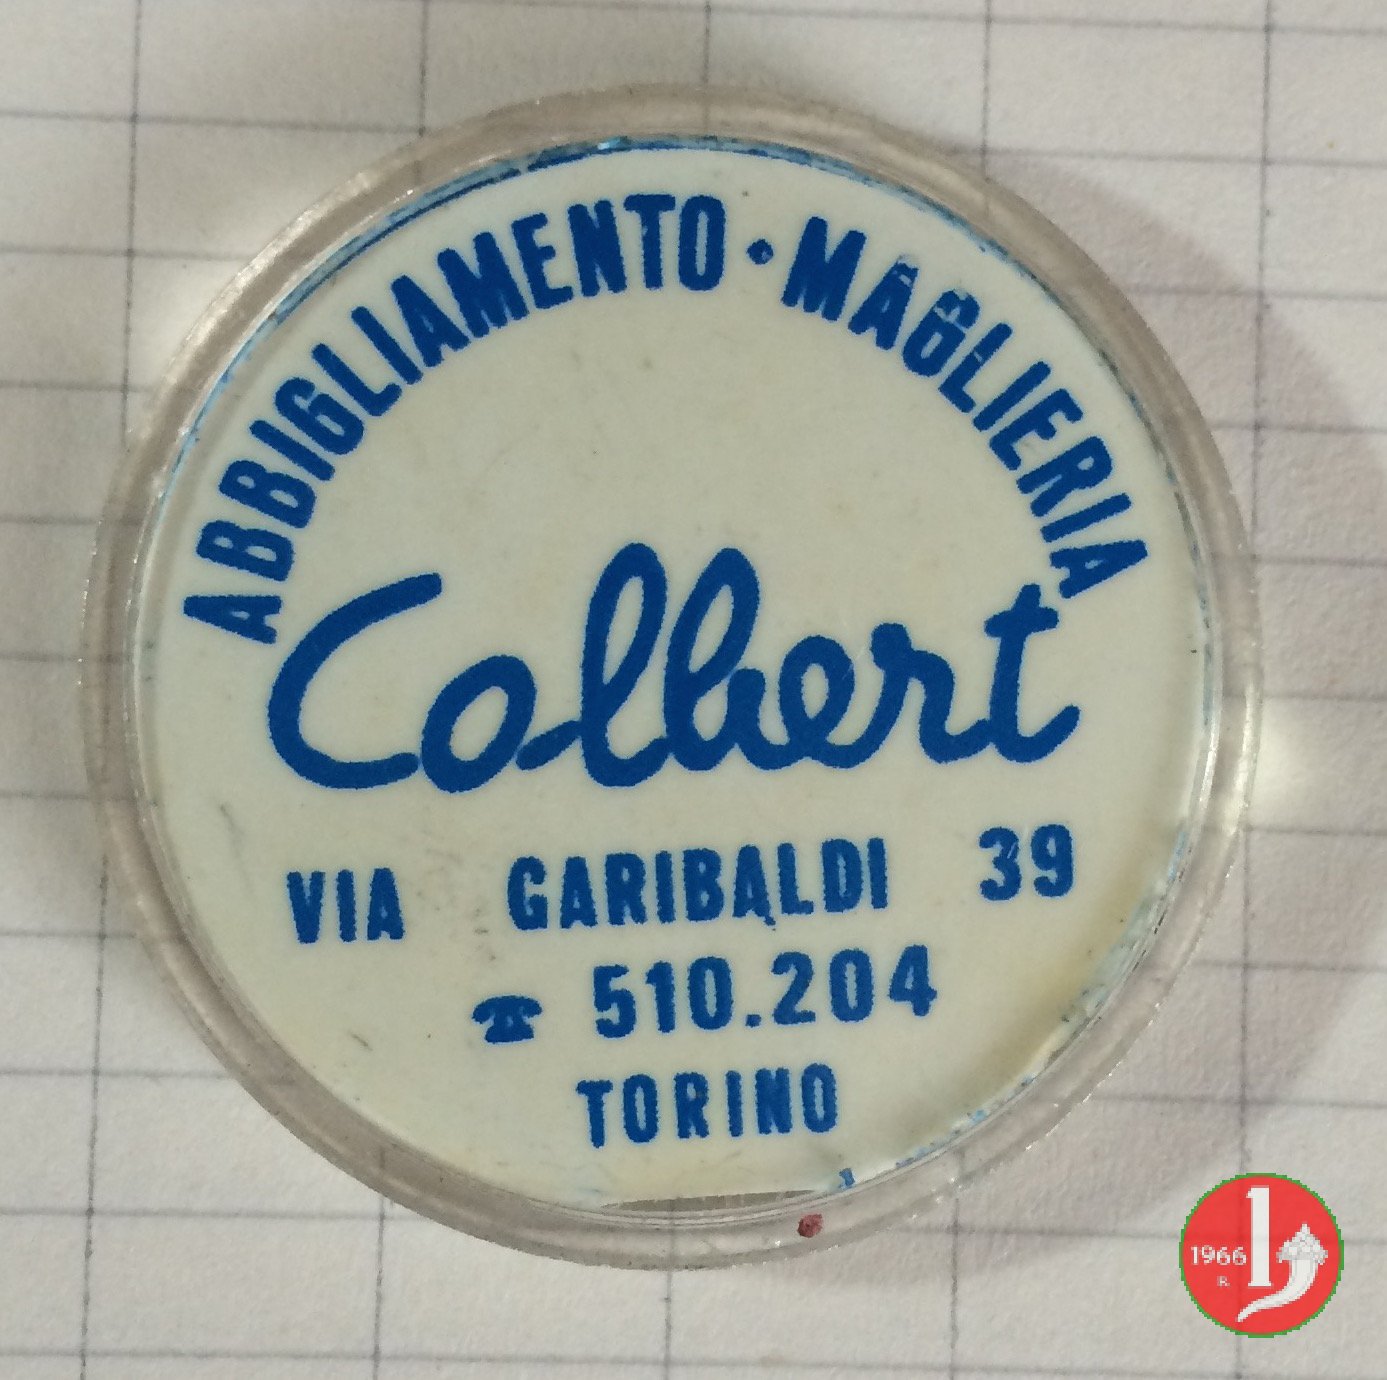 ABBIGLIAMENTO · MAGLIERIA
Colbert
VIA GARIBALDI 39
☎ 510.204
TORINO
1966
R